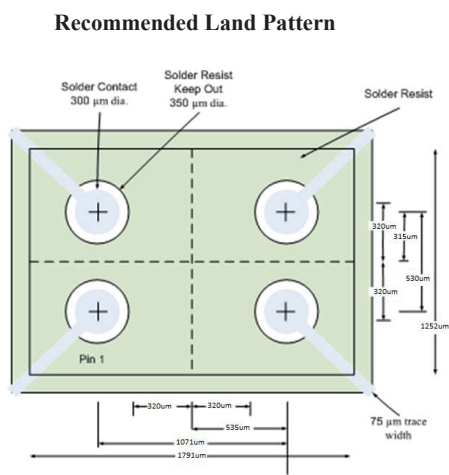 Recommended Land Pattern
Solder Contact
300 µm dia.
Solder Resist
Keep Out
350 µm dia.
Solder Resist
320um
315um
530um
320um
1252um
Pin 1
320um
320um
535um
1071um
1791um
75 µm trace
width